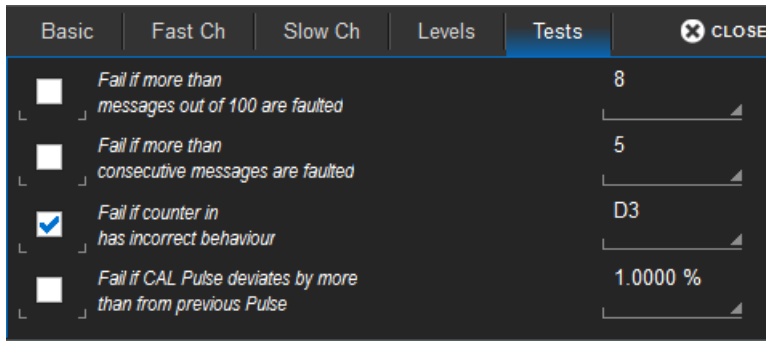 Basic Fast Ch Slow Ch Levels Tests CLOSE
Fail if more than 8
messages out of 100 are faulted
Fail if more than 5
consecutive messages are faulted
Fail if counter in D3
has incorrect behaviour
Fail if CAL Pulse deviates by more 1.0000 %
than from previous Pulse